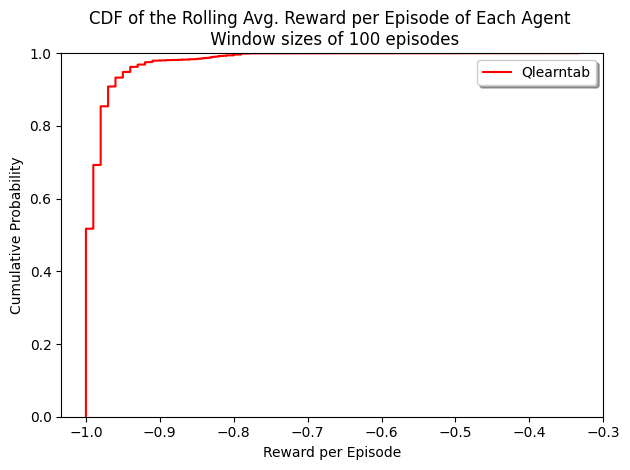 CDF of the Rolling Avg. Reward per Episode of Each Agent
Window sizes of 100 episodes
Qlearntab
Cumulative Probability
1.0
0.8
0.6
0.4
0.2
0.0
−1.0 −0.9 −0.8 −0.7 −0.6 −0.5 −0.4 −0.3
Reward per Episode